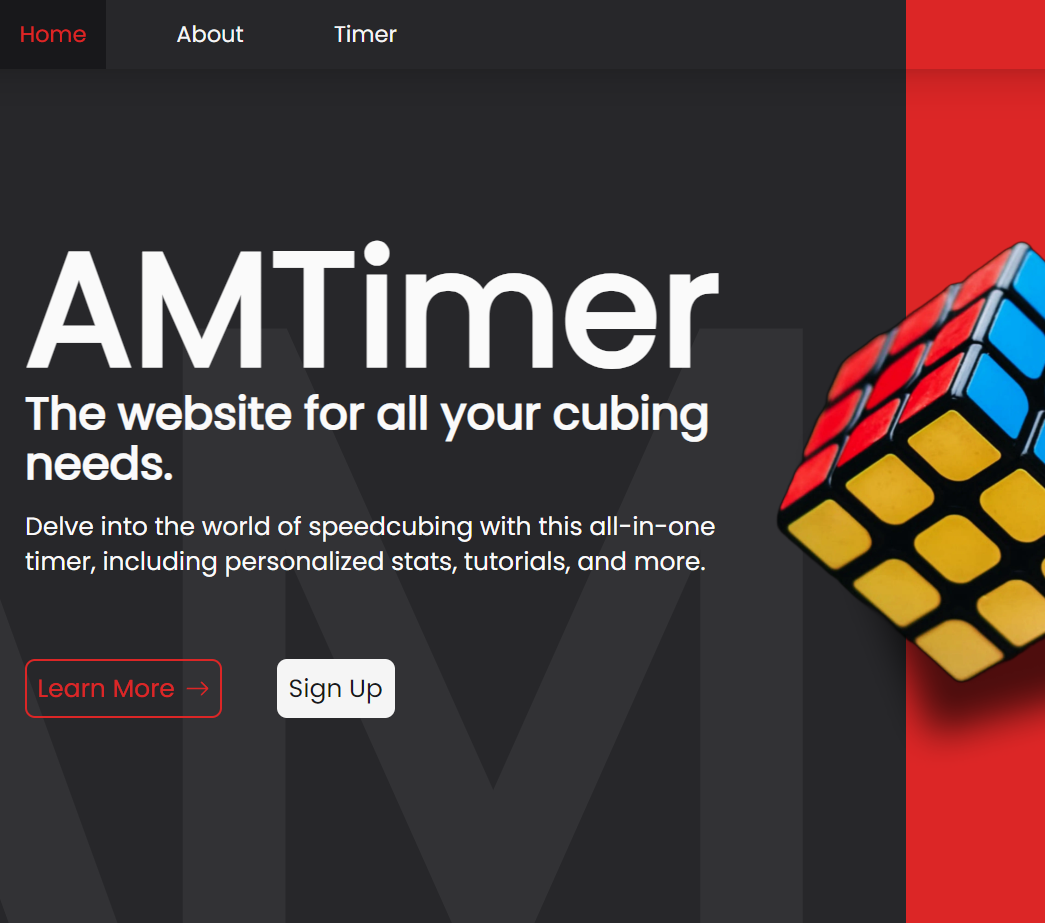 Home About Timer
AMTimer
The website for all your cubing
needs.
Delve into the world of speedcubing with this all-in-one
timer, including personalized stats, tutorials, and more.
Learn More → Sign Up
AM